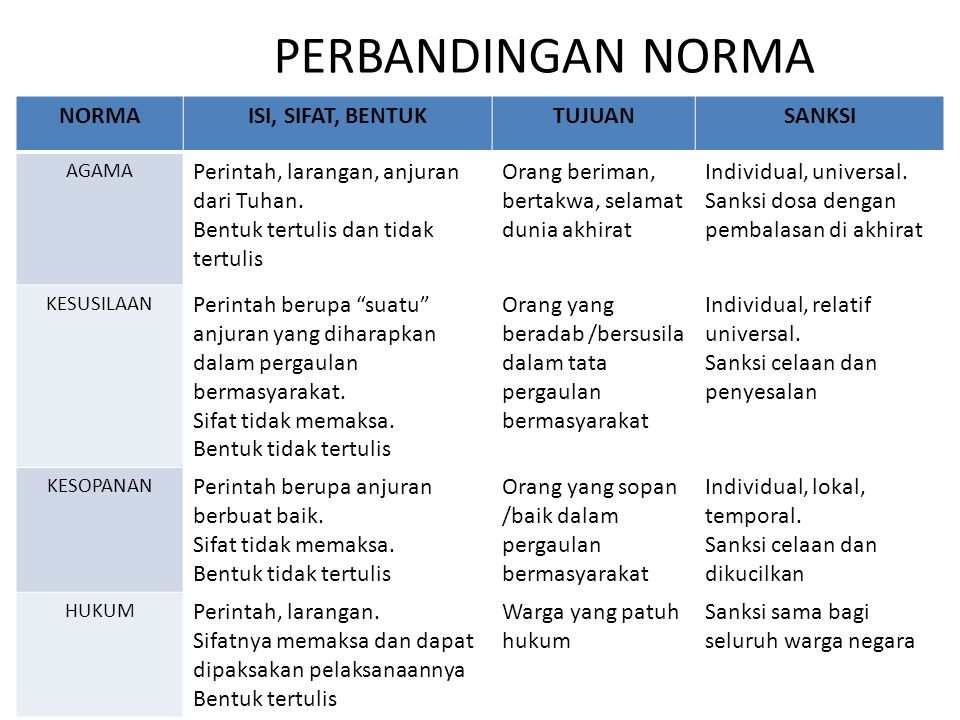 PERBANDINGAN NORMA
NORMA ISI, SIFAT, BENTUK TUJUAN SANKSI
AGAMA
Perintah, larangan, anjuran
dari Tuhan.
Bentuk tertulis dan tidak
tertulis
Orang beriman,
bertakwa, selamat
dunia akhirat
Individual, universal.
Sanksi dosa dengan
pembalasan di akhirat
KESUSILAAN
Perintah berupa “suatu”
anjuran yang diharapkan
dalam pergaulan
bermasyarakat.
Sifat tidak memaksa.
Bentuk tidak tertulis
Orang yang
beradab /bersusila
dalam tata
pergaulan
bermasyarakat
Individual, relatif
universal.
Sanksi celaan dan
penyesalan
KESOPANAN
Perintah berupa anjuran
berbuat baik.
Sifat tidak memaksa.
Bentuk tidak tertulis
Orang yang sopan
/baik dalam
pergaulan
bermasyarakat
Individual, lokal,
temporal.
Sanksi celaan dan
dikucilkan
HUKUM
Perintah, larangan.
Sifatnya memaksa dan dapat
dipaksakan pelaksanaannya
Bentuk tertulis
Warga yang patuh
hukum
Sanksi sama bagi
seluruh warga negara